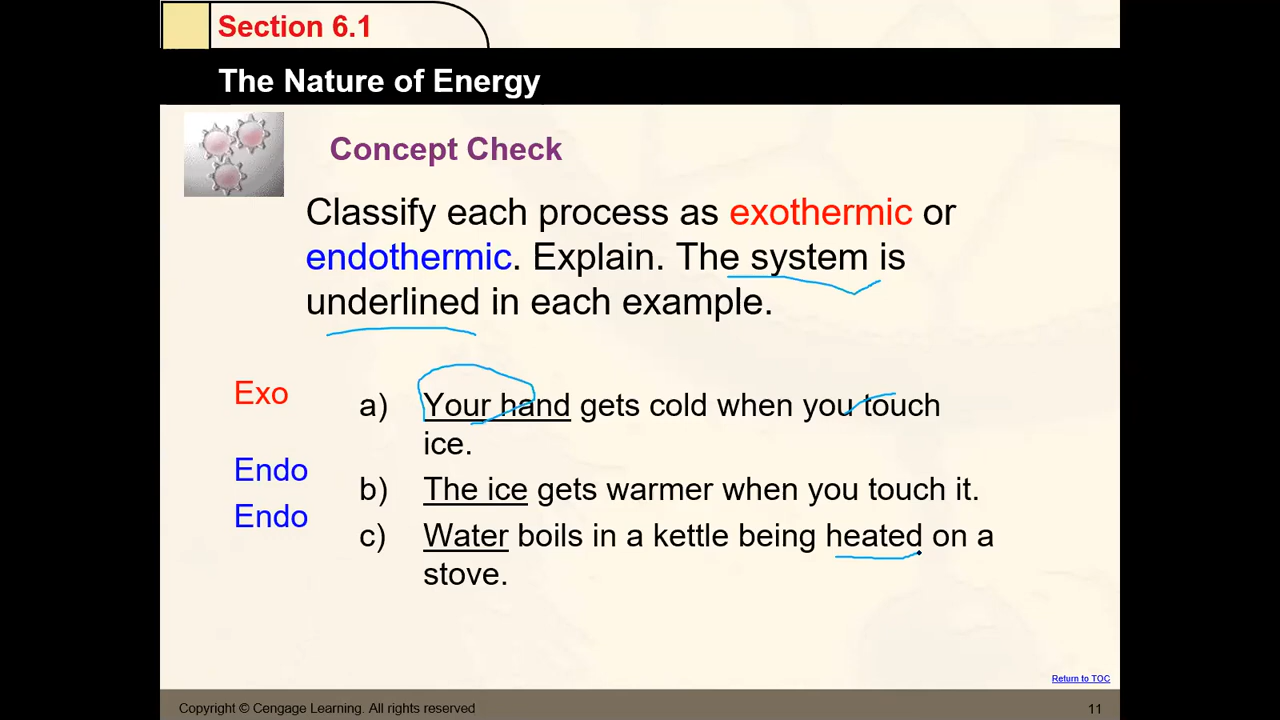 Section 6.1
The Nature of Energy
Concept Check
Classify each process as exothermic or
endothermic. Explain. The system is
underlined in each example.
Exo
a) Your hand gets cold when you touch
ice.
Endo
b) The ice gets warmer when you touch it.
Endo
c) Water boils in a kettle being heated on a
stove.
Return to TOC
Copyright © Cengage Learning. All rights reserved
11